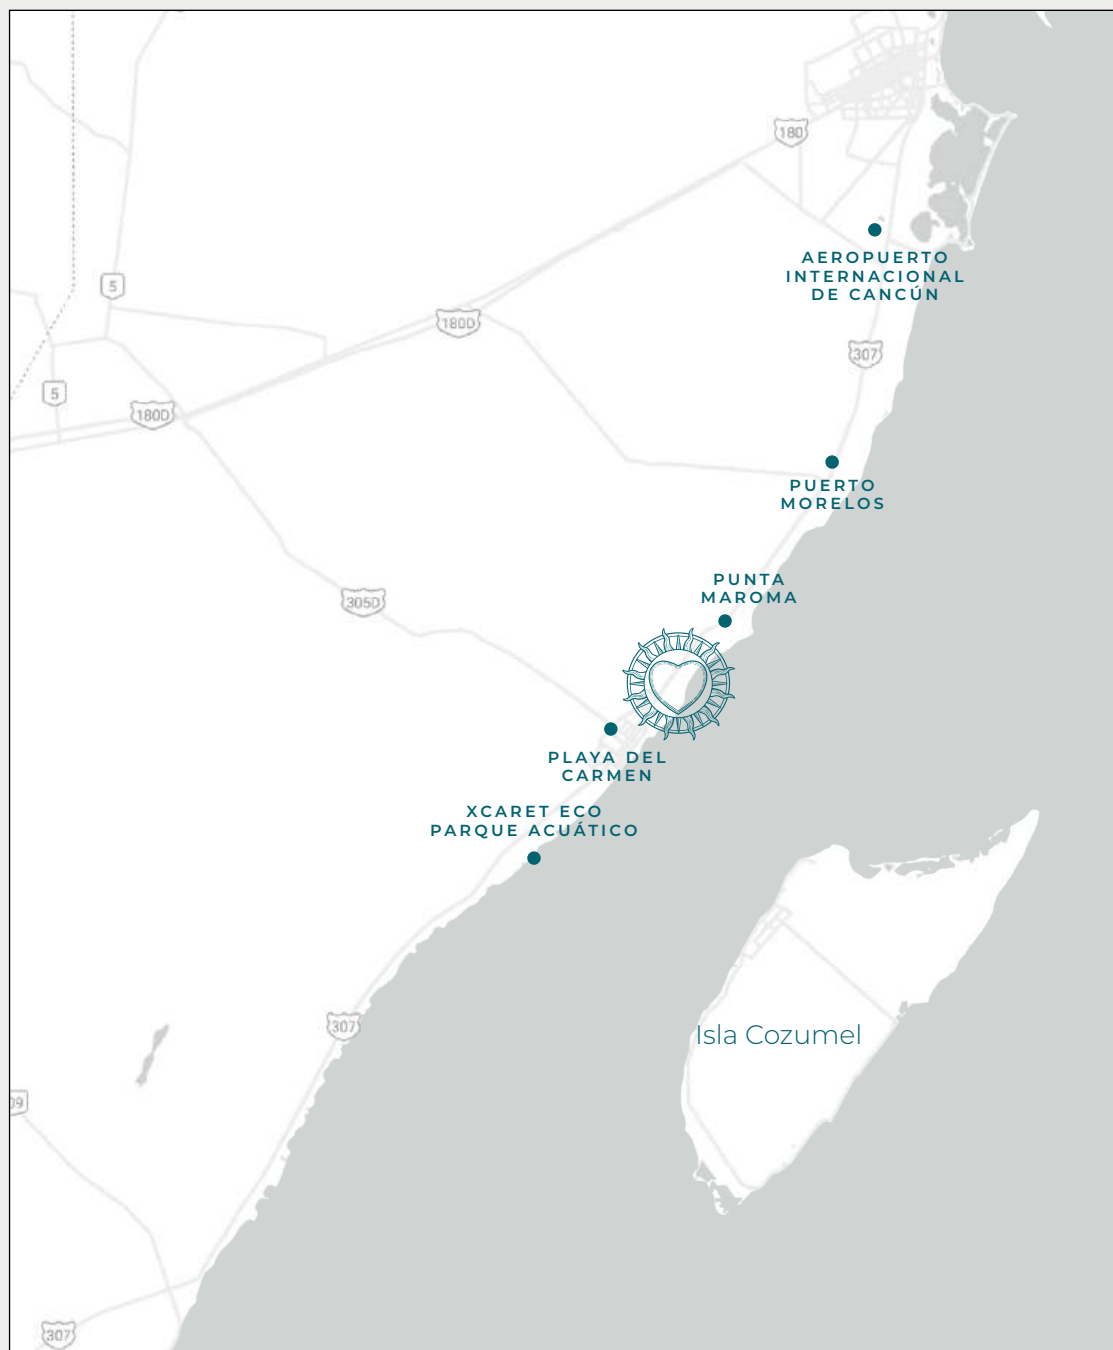 180
AEROPUERTO
INTERNACIONAL
DE CANCÚN
5
180D
307
5
180D
PUERTO
MORELOS
PUNTA
MAROMA
305D
PLAYA DEL
CARMEN
XCARET ECO
PARQUE ACUÁTICO
307
Isla Cozumel
307